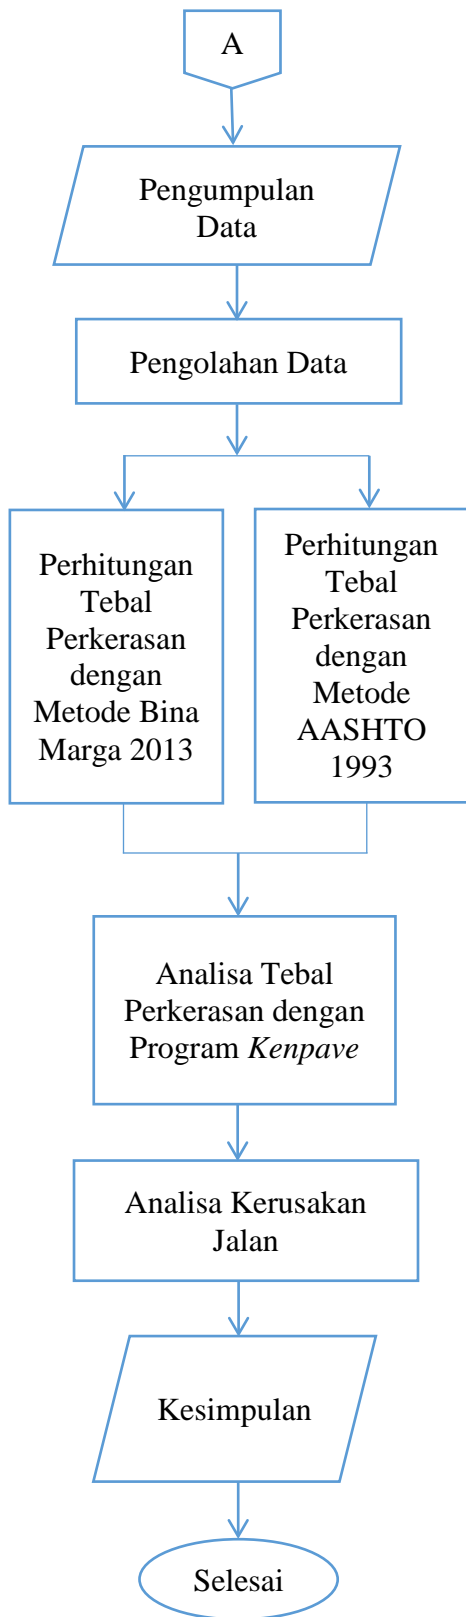 A
Pengumpulan
Data
Pengolahan Data
Perhitungan
Tebal
Perkerasan
dengan
Metode Bina
Marga 2013
Perhitungan
Tebal
Perkerasan
dengan
Metode
AASHTO
1993
Analisa Tebal
Perkerasan dengan
Program Kenpave
Analisa Kerusakan
Jalan
Kesimpulan
Selesai